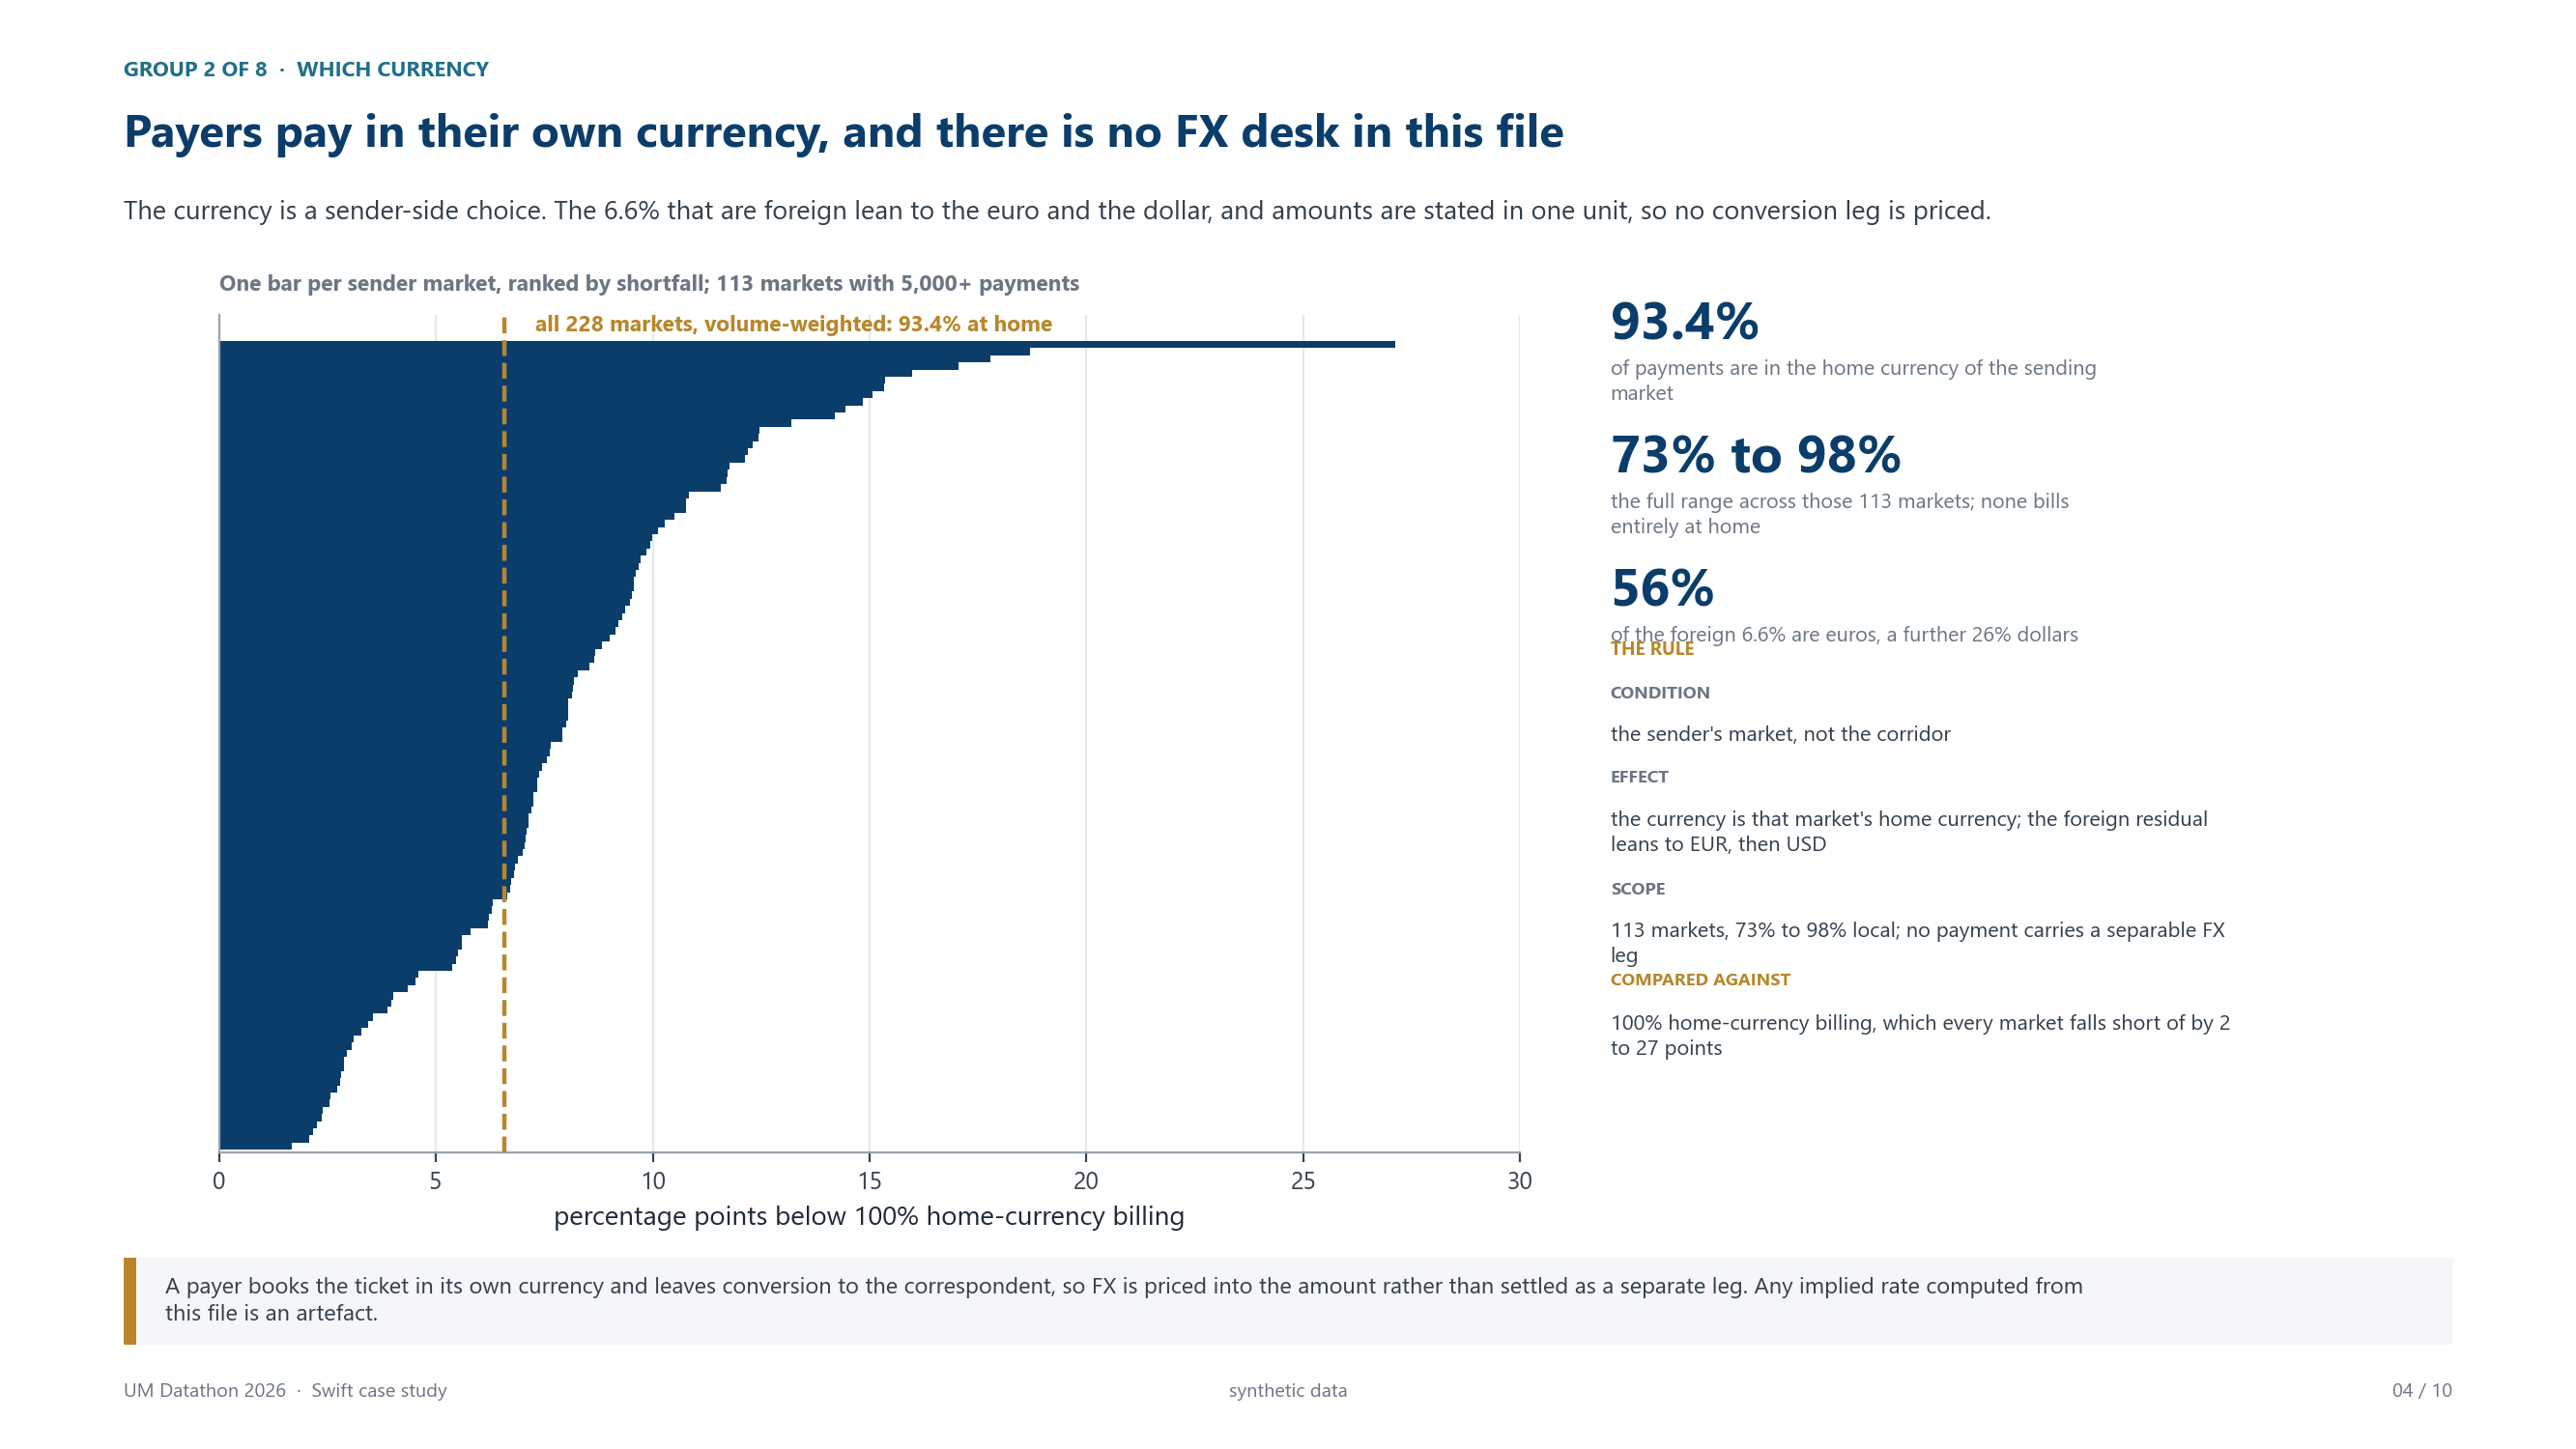 GROUP 2 OF 8 · WHICH CURRENCY
Payers pay in their own currency, and there is no FX desk in this file
The currency is a sender-side choice. The 6.6% that are foreign lean to the euro and the dollar, and amounts are stated in one unit, so no conversion leg is priced.
One bar per sender market, ranked by shortfall; 113 markets with 5,000+ payments
all 228 markets, volume-weighted: 93.4% at home
0 5 10 15 20 25 30
percentage points below 100% home-currency billing
93.4%
of payments are in the home currency of the sending
market
73% to 98%
the full range across those 113 markets; none bills
entirely at home
56%
of the foreign 6.6% are euros, a further 26% dollars
THE RULE
CONDITION
the sender's market, not the corridor
EFFECT
the currency is that market's home currency; the foreign residual
leans to EUR, then USD
SCOPE
113 markets, 73% to 98% local; no payment carries a separable FX
leg
COMPARED AGAINST
100% home-currency billing, which every market falls short of by 2
to 27 points
A payer books the ticket in its own currency and leaves conversion to the correspondent, so FX is priced into the amount rather than settled as a separate leg. Any implied rate computed from
this file is an artefact.
UM Datathon 2026 · Swift case study
synthetic data
04 / 10